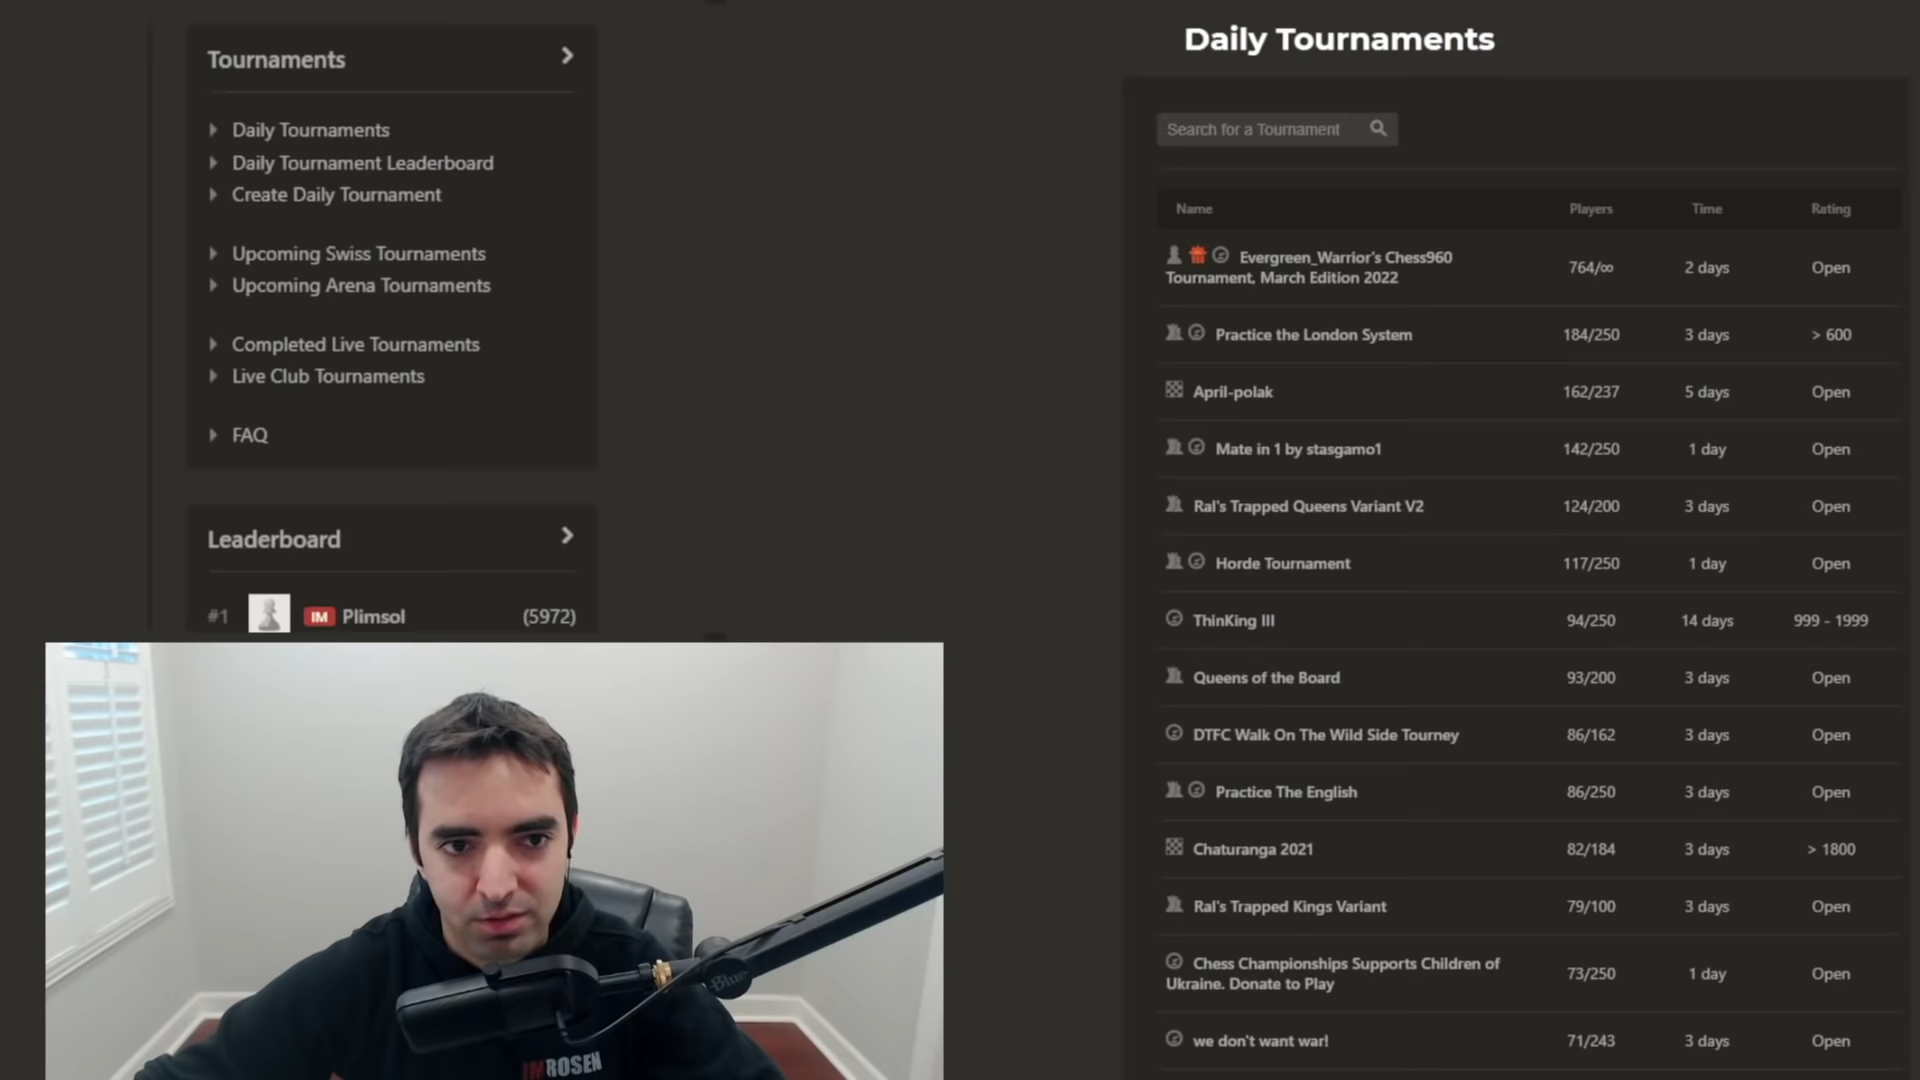 Tournaments
Daily Tournaments
Daily Tournament Leaderboard
Create Daily Tournament
Upcoming Swiss Tournaments
Upcoming Arena Tournaments
Completed Live Tournaments
Live Club Tournaments
FAQ
Leaderboard
#1 IM Plimsol (5972)
Blue
IMROSEN
Daily Tournaments
Search for a Tournament
Name Players Time Rating
Evergreen_Warrior's Chess960
Tournament, March Edition 2022 764/∞ 2 days Open
Practice the London System 184/250 3 days > 600
April-polak 162/237 5 days Open
Mate in 1 by stasgamo1 142/250 1 day Open
Ral's Trapped Queens Variant V2 124/200 3 days Open
Horde Tournament 117/250 1 day Open
ThinKing III 94/250 14 days 999 - 1999
Queens of the Board 93/200 3 days Open
DTFC Walk On The Wild Side Tourney 86/162 3 days Open
Practice The English 86/250 3 days Open
Chaturanga 2021 82/184 3 days > 1800
Ral's Trapped Kings Variant 79/100 3 days Open
Chess Championships Supports Children of
Ukraine. Donate to Play 73/250 1 day Open
we don't want war! 71/243 3 days Open